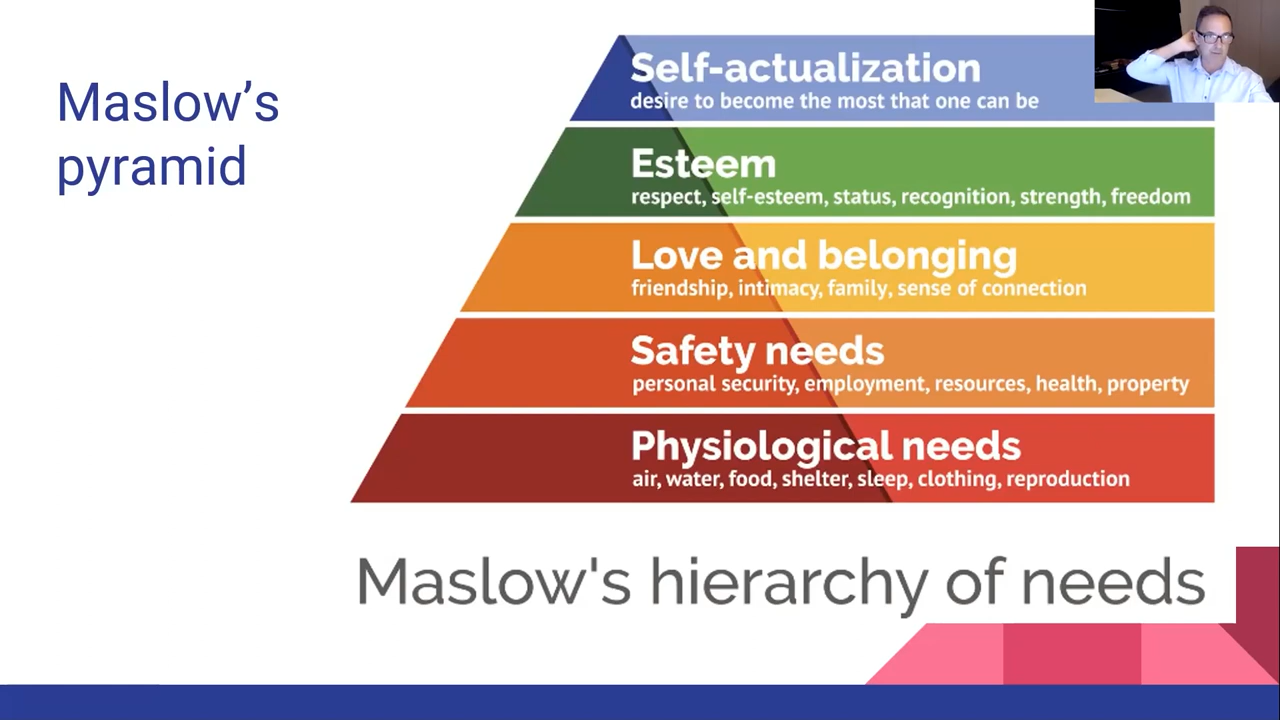 Maslow’s
pyramid
Self-actualization
desire to become the most that one can be
Esteem
respect, self-esteem, status, recognition, strength, freedom
Love and belonging
friendship, intimacy, family, sense of connection
Safety needs
personal security, employment, resources, health, property
Physiological needs
air, water, food, shelter, sleep, clothing, reproduction
Maslow's hierarchy of needs